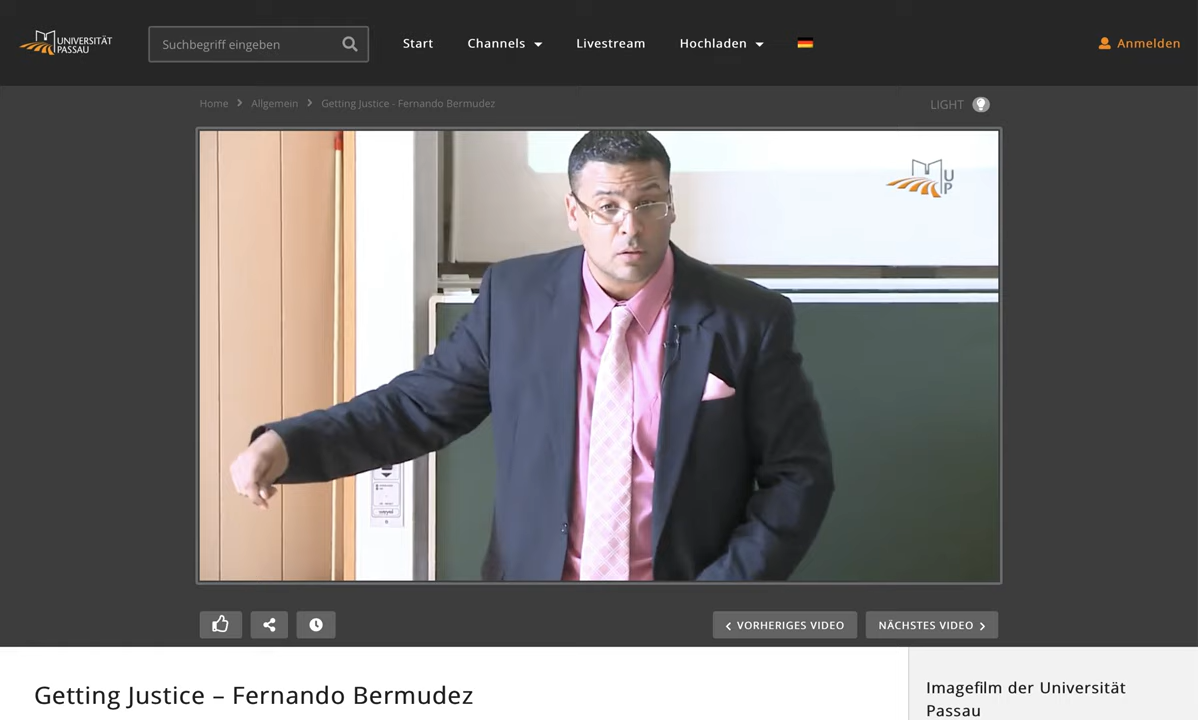 UNIVERSITÄT
PASSAU
Suchbegriff eingeben
Start
Channels
Livestream
Hochladen
Anmelden
Home
Allgemein
Getting Justice - Fernando Bermudez
LIGHT
UP
VORHERIGES VIDEO
NÄCHSTES VIDEO
Getting Justice – Fernando Bermudez
Imagefilm der Universität
Passau